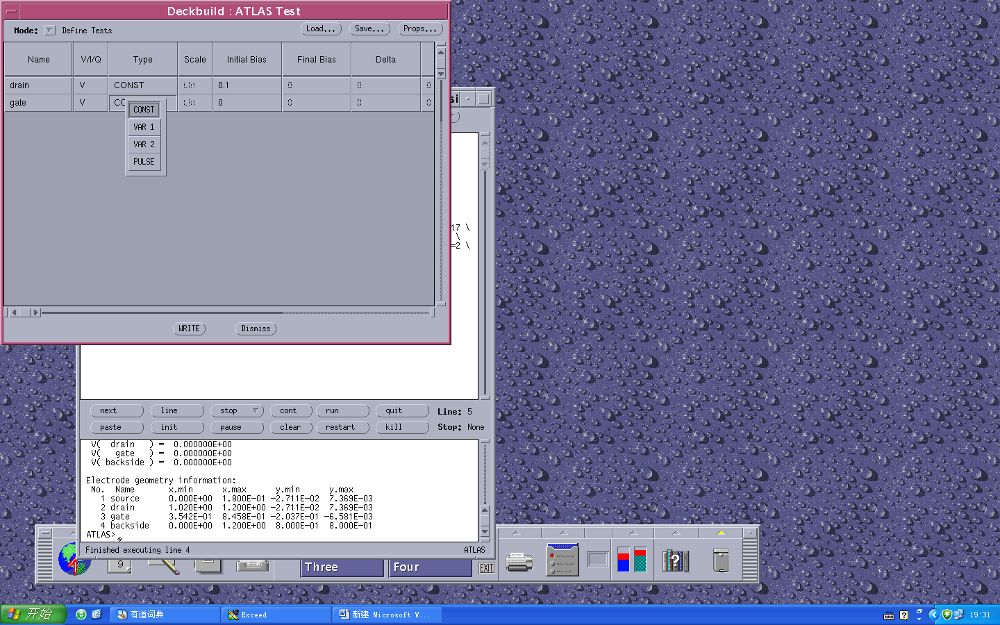 Deckbuild : ATLAS Test
Mode: Define Tests Load... Save... Props...
Name V/I/Q Type Scale Initial Bias Final Bias Delta
drain V CONST Lin 0.1 0 0 0
gate V CO Lin 0 0 0 0
CONST
VAR 1
VAR 2
PULSE
WRITE Dismiss
si
17 \
\
=2 \
next line stop cont run quit Line: 5
paste init pause clear restart kill Stop: None
V( drain ) = 0.000000E+00
V( gate ) = 0.000000E+00
V( backside ) = 0.000000E+00
Electrode geometry information:
No. Name x.min x.max y.min y.max
1 source 0.000E+00 1.800E-01 -2.711E-02 7.369E-03
2 drain 1.020E+00 1.200E+00 -2.711E-02 7.369E-03
3 gate 3.542E-01 8.458E-01 -2.037E-01 -6.581E-03
4 backside 0.000E+00 1.200E+00 8.000E-01 8.000E-01
ATLAS>
Finished executing line 4 ATLAS
9 Three Four EXIT ?
开始 有道词典 Exceed 新建 Microsoft W... 19:31